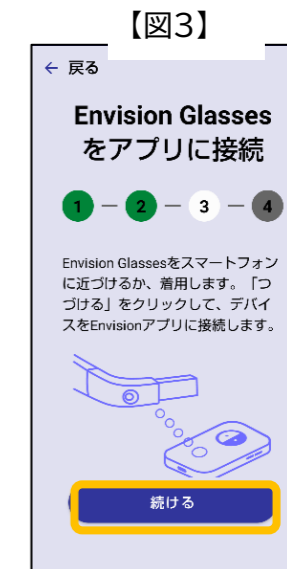 【図3】
← 戻る
Envision Glasses
をアプリに接続
1 – 2 – 3 – 4
Envision Glassesをスマートフォン
に近づけるか、着用します。「つ
づける」をクリックして、デバイ
スをEnvisionアプリに接続します。
続ける